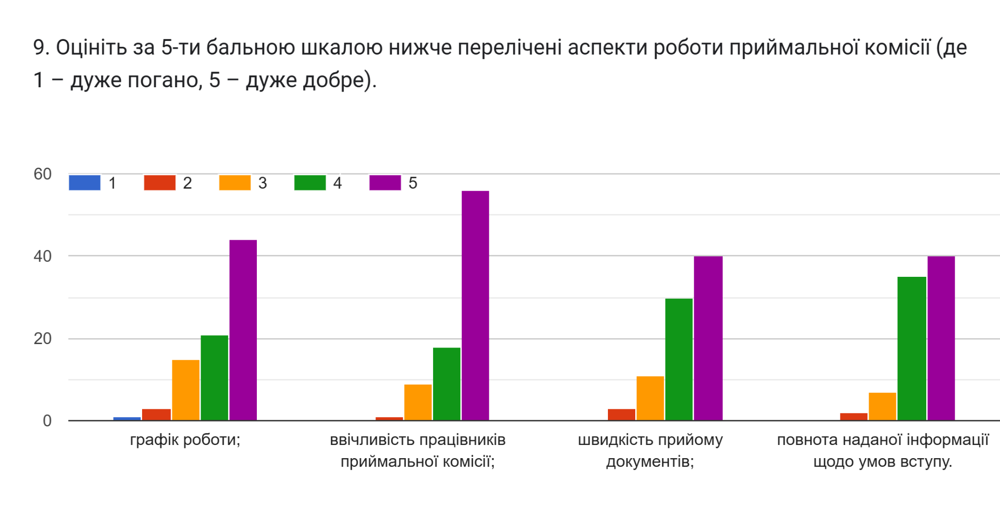 9. Оцініть за 5-ти бальною шкалою нижче перелічені аспекти роботи приймальної комісії (де
1 – дуже погано, 5 – дуже добре).
60
1 2 3 4 5
40
20
0
графік роботи;
ввічливість працівників
приймальної комісії;
швидкість прийому
документів;
повнота наданої інформації
щодо умов вступу.